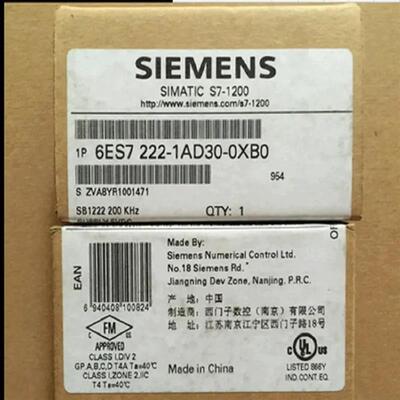 SIEMENS
SIMATIC S7-1200
http://www.siemens.com/s7-1200
1P 6ES7 222-1AD30-0XB0
954
S ZVA8YR1001471
SB1222 200 KHz QTY: 1
Made By:
Siemens Numerical Control Ltd.
No.18 Siemens Rd.
Jiangning Dev Zone, Nanjing, P.R.C.
产 地: 中国
制造商: 西门子数控(南京)有限公司
地 址: 江苏南京江宁区西门子路18号
EAN
6940408100824
FM
APPROVED
CLASS I,DIV 2
GP.A,B,C,D T4A Ta=40°C
CLASS I,ZONE 2,IIC
T4 Ta=40°C
Made in China
C UL US
LISTED 866Y
IND.CONT.EQ.